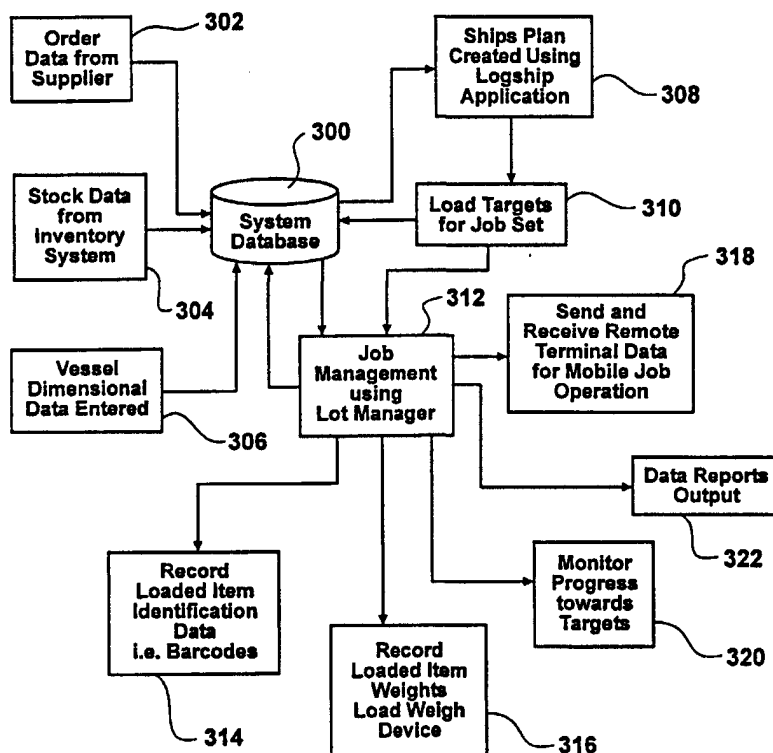 302
Order
Data from
Supplier
Ships Plan
Created Using
Logship
Application
308
300
Stock Data
from
Inventory
System
304
System
Database
Load Targets
for Job Set
310
318
312
Send and
Receive Remote
Terminal Data
for Mobile Job
Operation
Vessel
Dimensional
Data Entered
306
Job
Management
using
Lot Manager
Data Reports
Output
322
Record
Loaded Item
Identification
Data
i.e. Barcodes
314
Record
Loaded Item
Weights
Load Weigh
Device
316
Monitor
Progress
towards
Targets
320